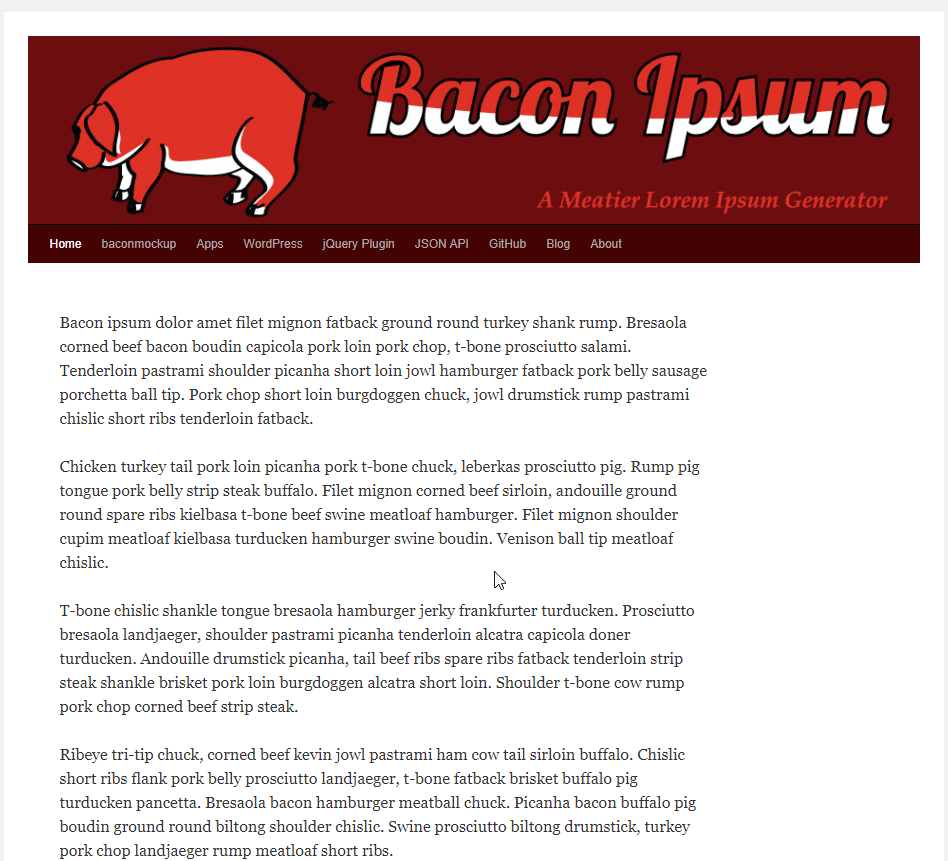 Bacon Ipsum
A Meatier Lorem Ipsum Generator
Home baconmockup Apps WordPress jQuery Plugin JSON API GitHub Blog About
Bacon ipsum dolor amet filet mignon fatback ground round turkey shank rump. Bresaola
corned beef bacon boudin capicola pork loin pork chop, t-bone prosciutto salami.
Tenderloin pastrami shoulder picanha short loin jowl hamburger fatback pork belly sausage
porchetta ball tip. Pork chop short loin burgdoggen chuck, jowl drumstick rump pastrami
chislic short ribs tenderloin fatback.
Chicken turkey tail pork loin picanha pork t-bone chuck, leberkas prosciutto pig. Rump pig
tongue pork belly strip steak buffalo. Filet mignon corned beef sirloin, andouille ground
round spare ribs kielbasa t-bone beef swine meatloaf hamburger. Filet mignon shoulder
cupim meatloaf kielbasa turducken hamburger swine boudin. Venison ball tip meatloaf
chislic.
T-bone chislic shankle tongue bresaola hamburger jerky frankfurter turducken. Prosciutto
bresaola landjaeger, shoulder pastrami picanha tenderloin alcatra capicola doner
turducken. Andouille drumstick picanha, tail beef ribs spare ribs fatback tenderloin strip
steak shankle brisket pork loin burgdoggen alcatra short loin. Shoulder t-bone cow rump
pork chop corned beef strip steak.
Ribeye tri-tip chuck, corned beef kevin jowl pastrami ham cow tail sirloin buffalo. Chislic
short ribs flank pork belly prosciutto landjaeger, t-bone fatback brisket buffalo pig
turducken pancetta. Bresaola bacon hamburger meatball chuck. Picanha bacon buffalo pig
boudin ground round biltong shoulder chislic. Swine prosciutto biltong drumstick, turkey
pork chop landjaeger rump meatloaf short ribs.